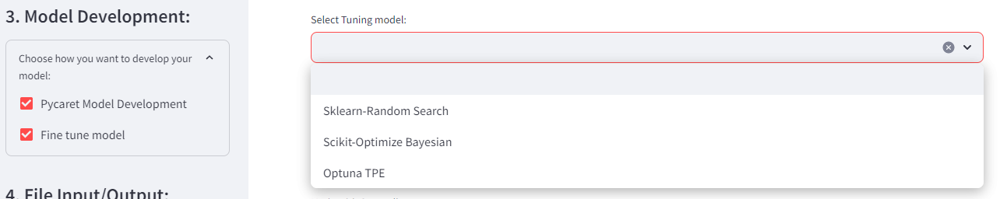 3. Model Development:
Choose how you want to develop your
model:
Pycaret Model Development
Fine tune model
4. File Input/Output:
Select Tuning model:
Sklearn-Random Search
Scikit-Optimize Bayesian
Optuna TPE